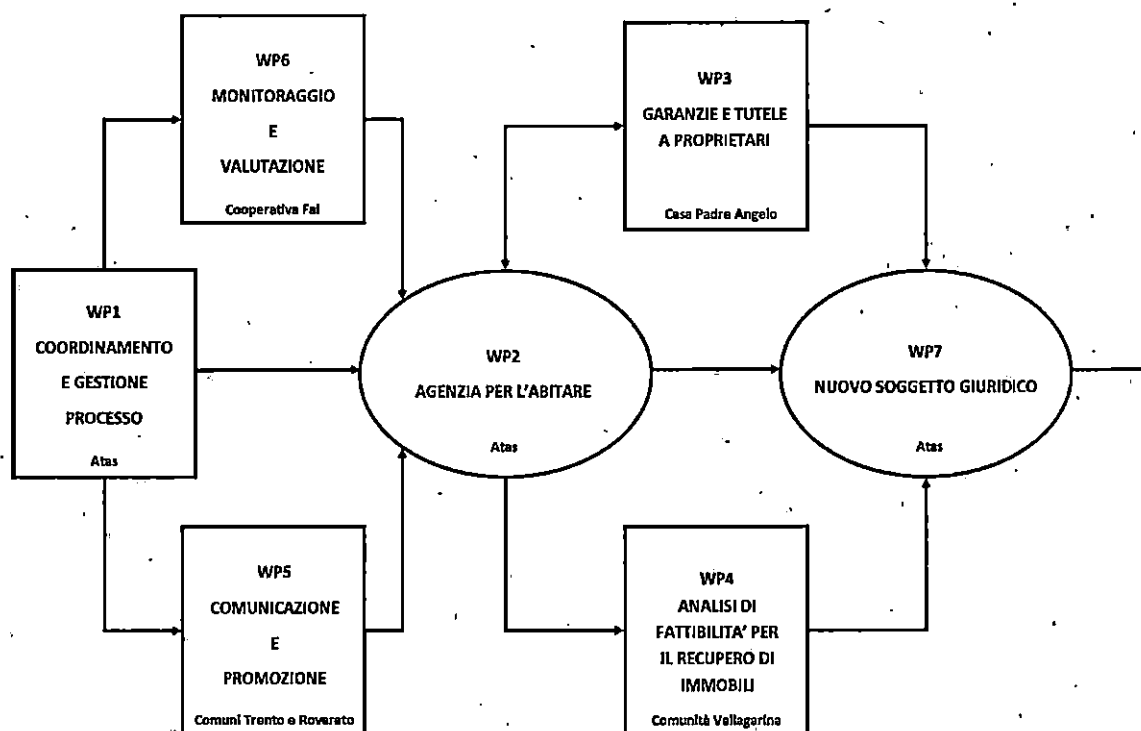 WP6
MONITORAGGIO
E
VALUTAZIONE
Cooperativa Fai
WP3
GARANZIE E TUTELE
A PROPRIETARI
Casa Padre Angelo
WP1
COORDINAMENTO
E GESTIONE
PROCESSO
Atas
WP2
AGENZIA PER L'ABITARE
Atas
WP7
NUOVO SOGGETTO GIURIDICO
Atas
WP5
COMUNICAZIONE
E
PROMOZIONE
Comuni Trento e Rovereto
WP4
ANALISI DI
FATTIBILITA' PER
IL RECUPERO DI
IMMOBILI
Comunità Vallagarina